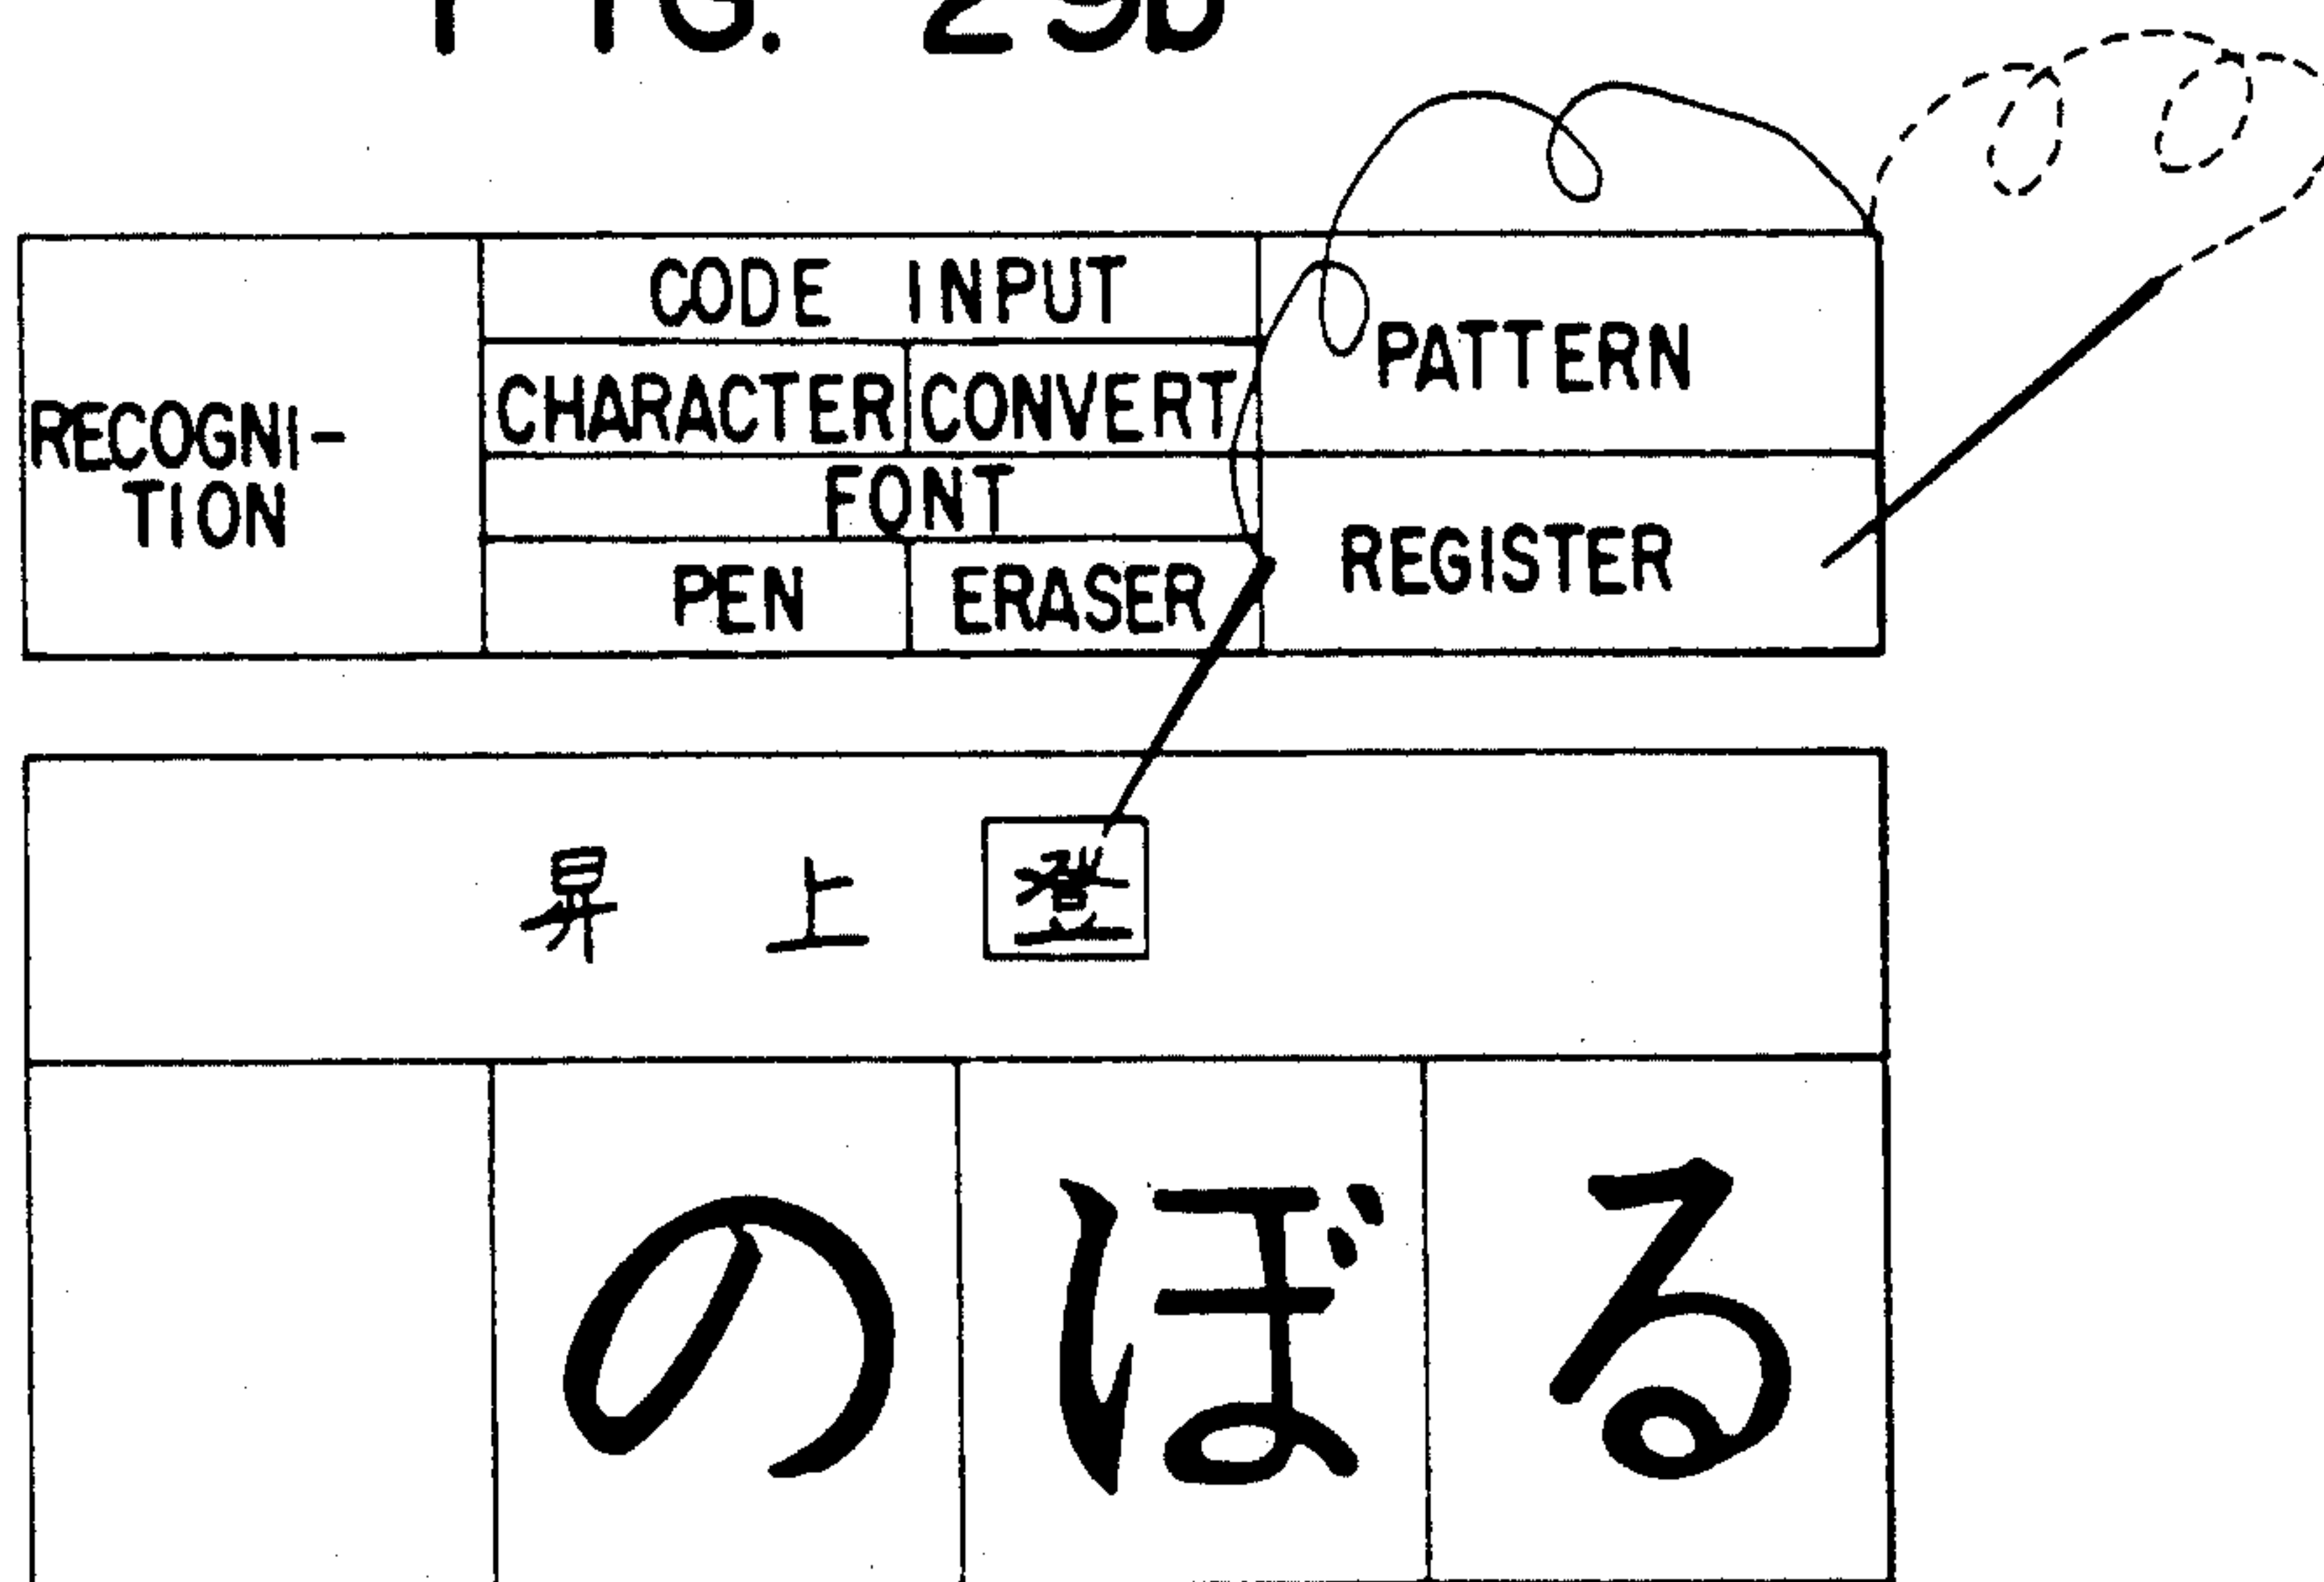 FIG. 29b
CODE INPUT
PATTERN
CHARACTER CONVERT
RECOGNI-
TION
FONT
REGISTER
PEN ERASER
昇 上 登
のぼる